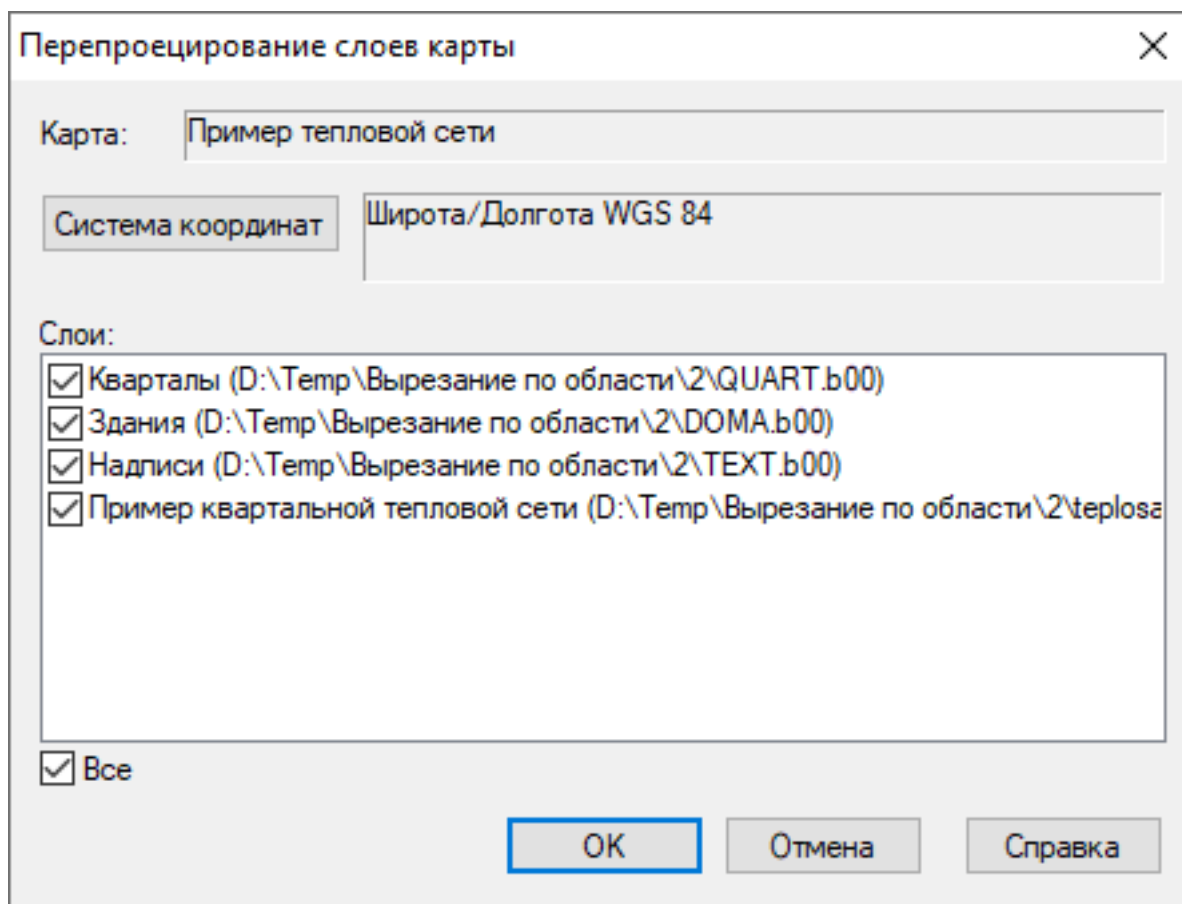 Перепроецирование слоев карты
Карта: Пример тепловой сети
Система координат Широта/Долгота WGS 84
Слои:
Кварталы (D:\Temp\Вырезание по области\2\QUART.b00)
Здания (D:\Temp\Вырезание по области\2\DOMA.b00)
Надписи (D:\Temp\Вырезание по области\2\TEXT.b00)
Пример квартальной тепловой сети (D:\Temp\Вырезание по области\2\teplosa
Все
OK Отмена Справка